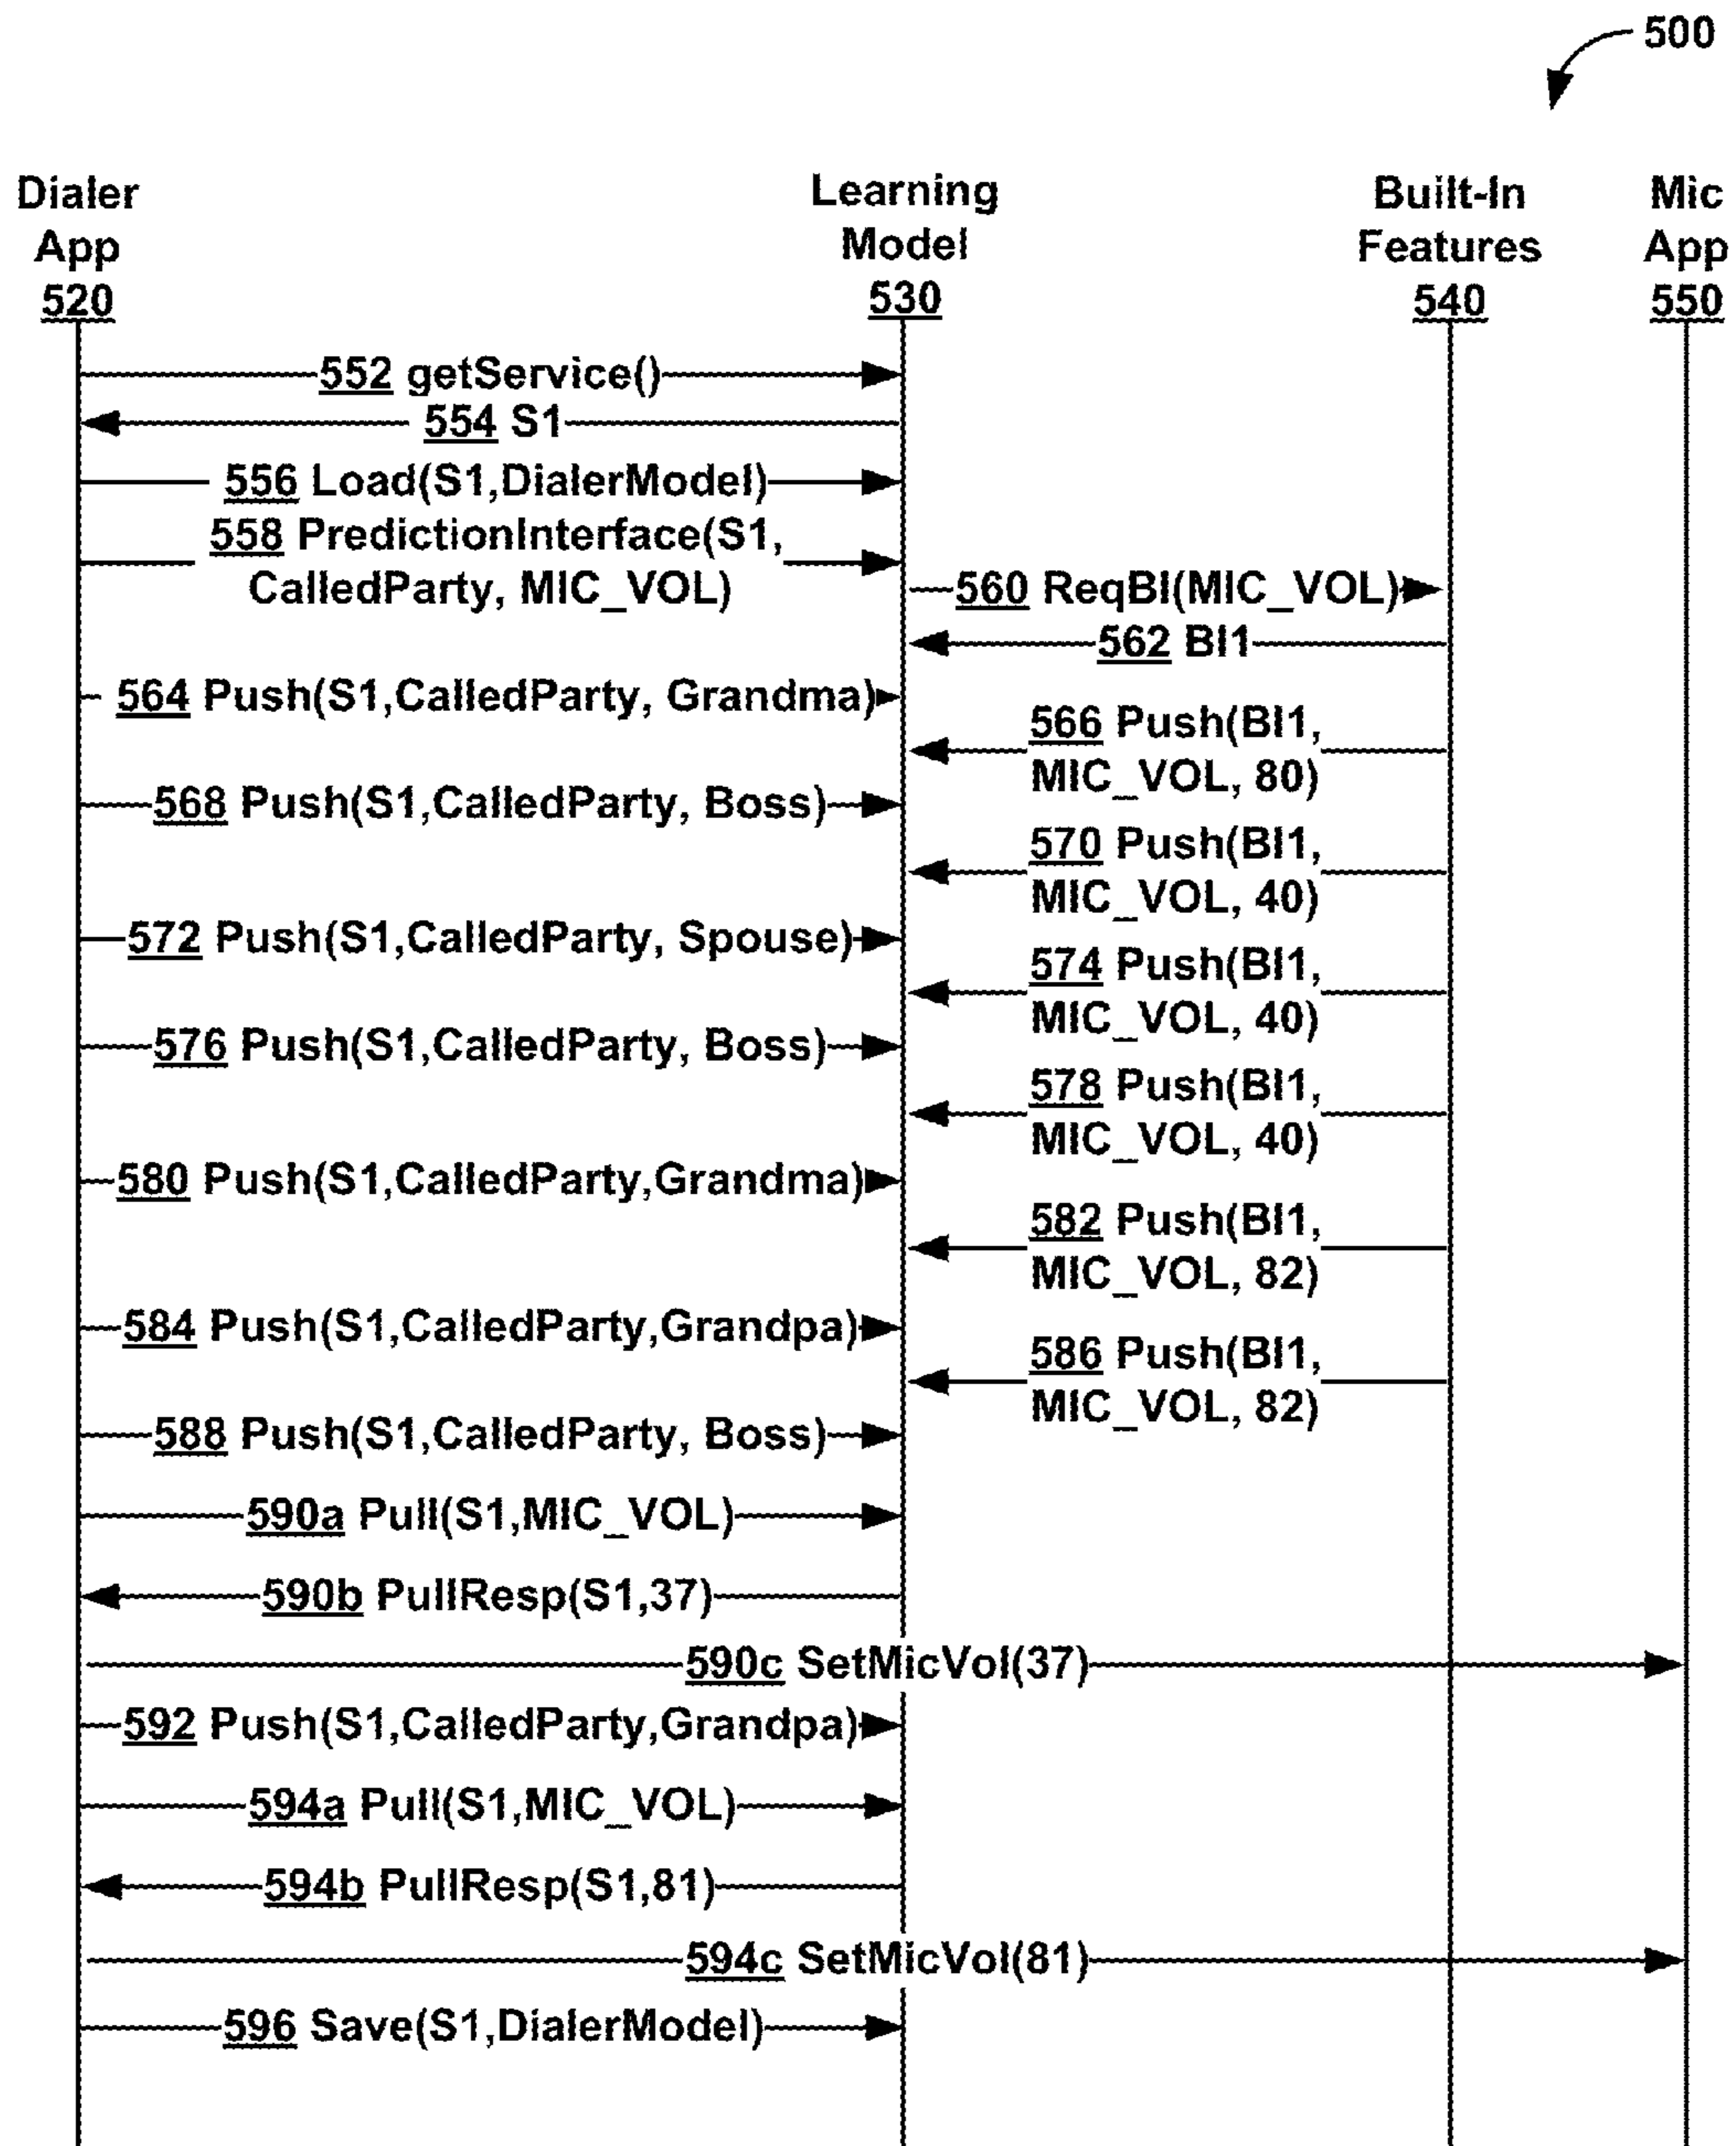 500
Dialer
App
520
Learning
Model
530
Built-In
Features
540
Mic
App
550
552 getService()
554 S1
556 Load(S1,DialerModel)
558 PredictionInterface(S1,
CalledParty, MIC_VOL)
560 ReqBI(MIC_VOL)
562 BI1
564 Push(S1,CalledParty, Grandma)
566 Push(BI1,
MIC_VOL, 80)
568 Push(S1,CalledParty, Boss)
570 Push(BI1,
MIC_VOL, 40)
572 Push(S1,CalledParty, Spouse)
574 Push(BI1,
MIC_VOL, 40)
576 Push(S1,CalledParty, Boss)
578 Push(BI1,
MIC_VOL, 40)
580 Push(S1,CalledParty,Grandma)
582 Push(BI1,
MIC_VOL, 82)
584 Push(S1,CalledParty,Grandpa)
586 Push(BI1,
MIC_VOL, 82)
588 Push(S1,CalledParty, Boss)
590a Pull(S1,MIC_VOL)
590b PullResp(S1,37)
590c SetMicVol(37)
592 Push(S1,CalledParty,Grandpa)
594a Pull(S1,MIC_VOL)
594b PullResp(S1,81)
594c SetMicVol(81)
596 Save(S1,DialerModel)